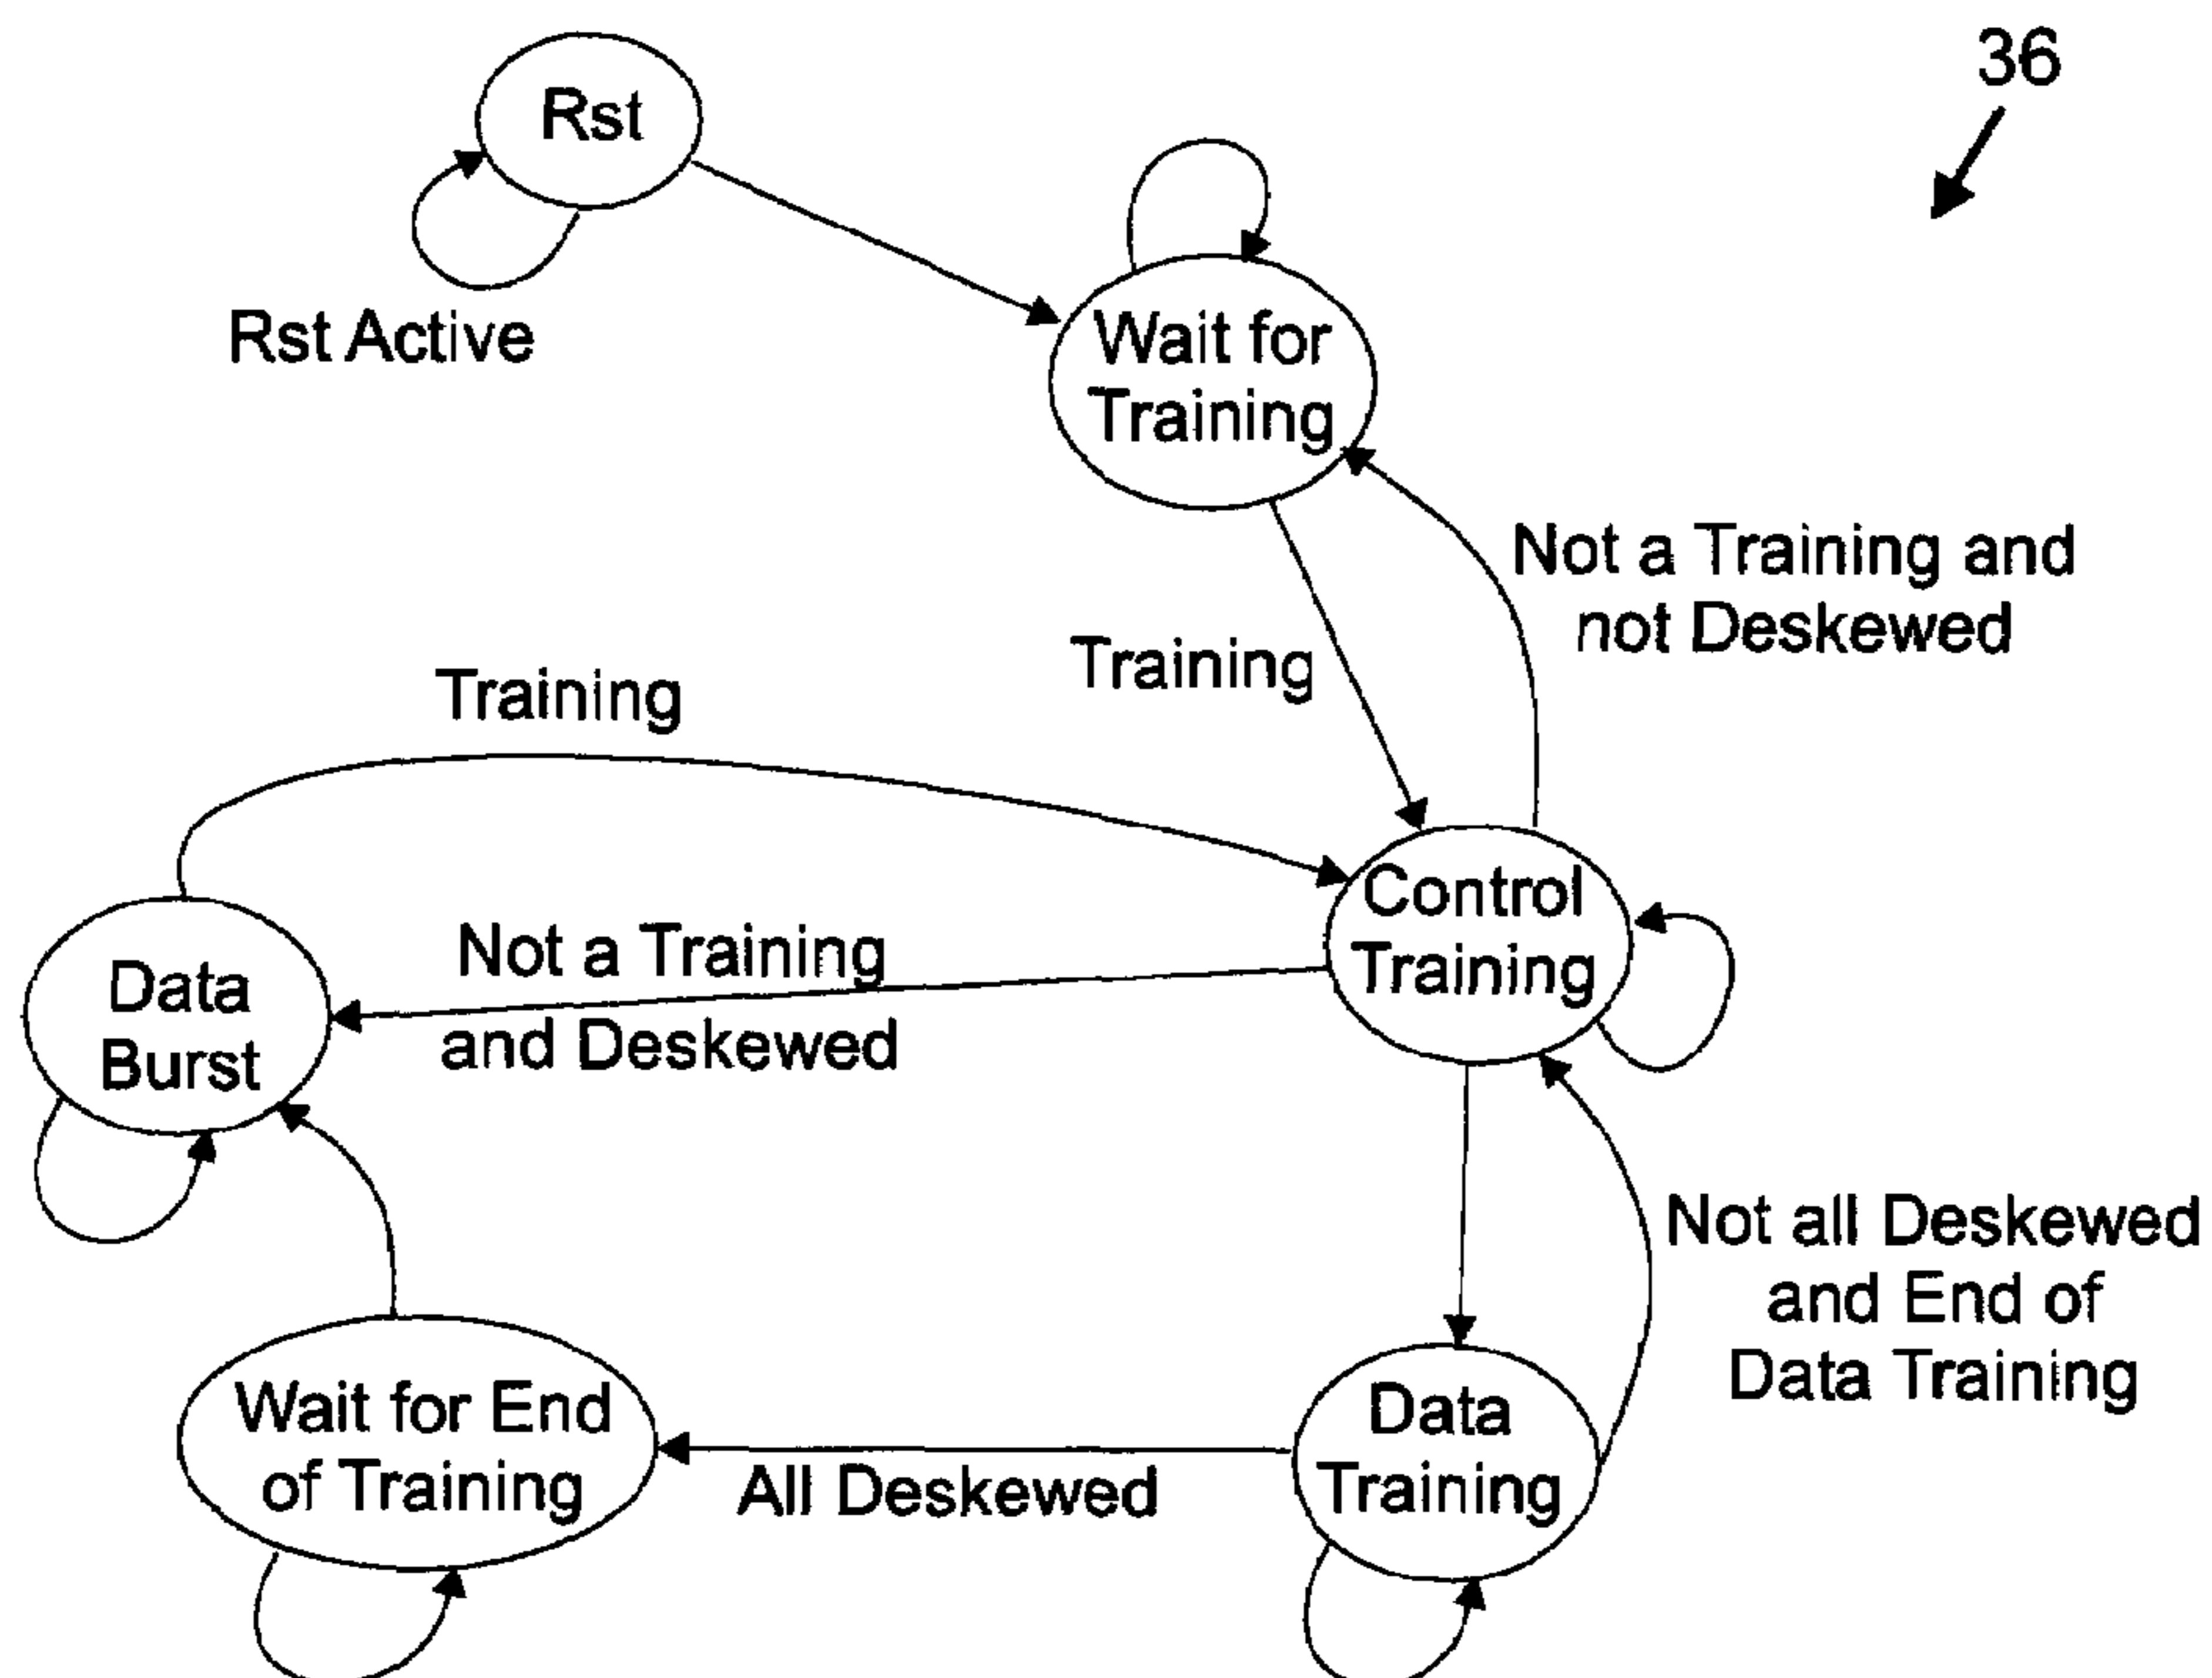 36
Rst
Rst Active
Wait for
Training
Not a Training and
not Deskewed
Training
Training
Control
Training
Not a Training
and Deskewed
Data
Burst
Not all Deskewed
and End of
Data Training
Wait for End
of Training
All Deskewed
Data
Training